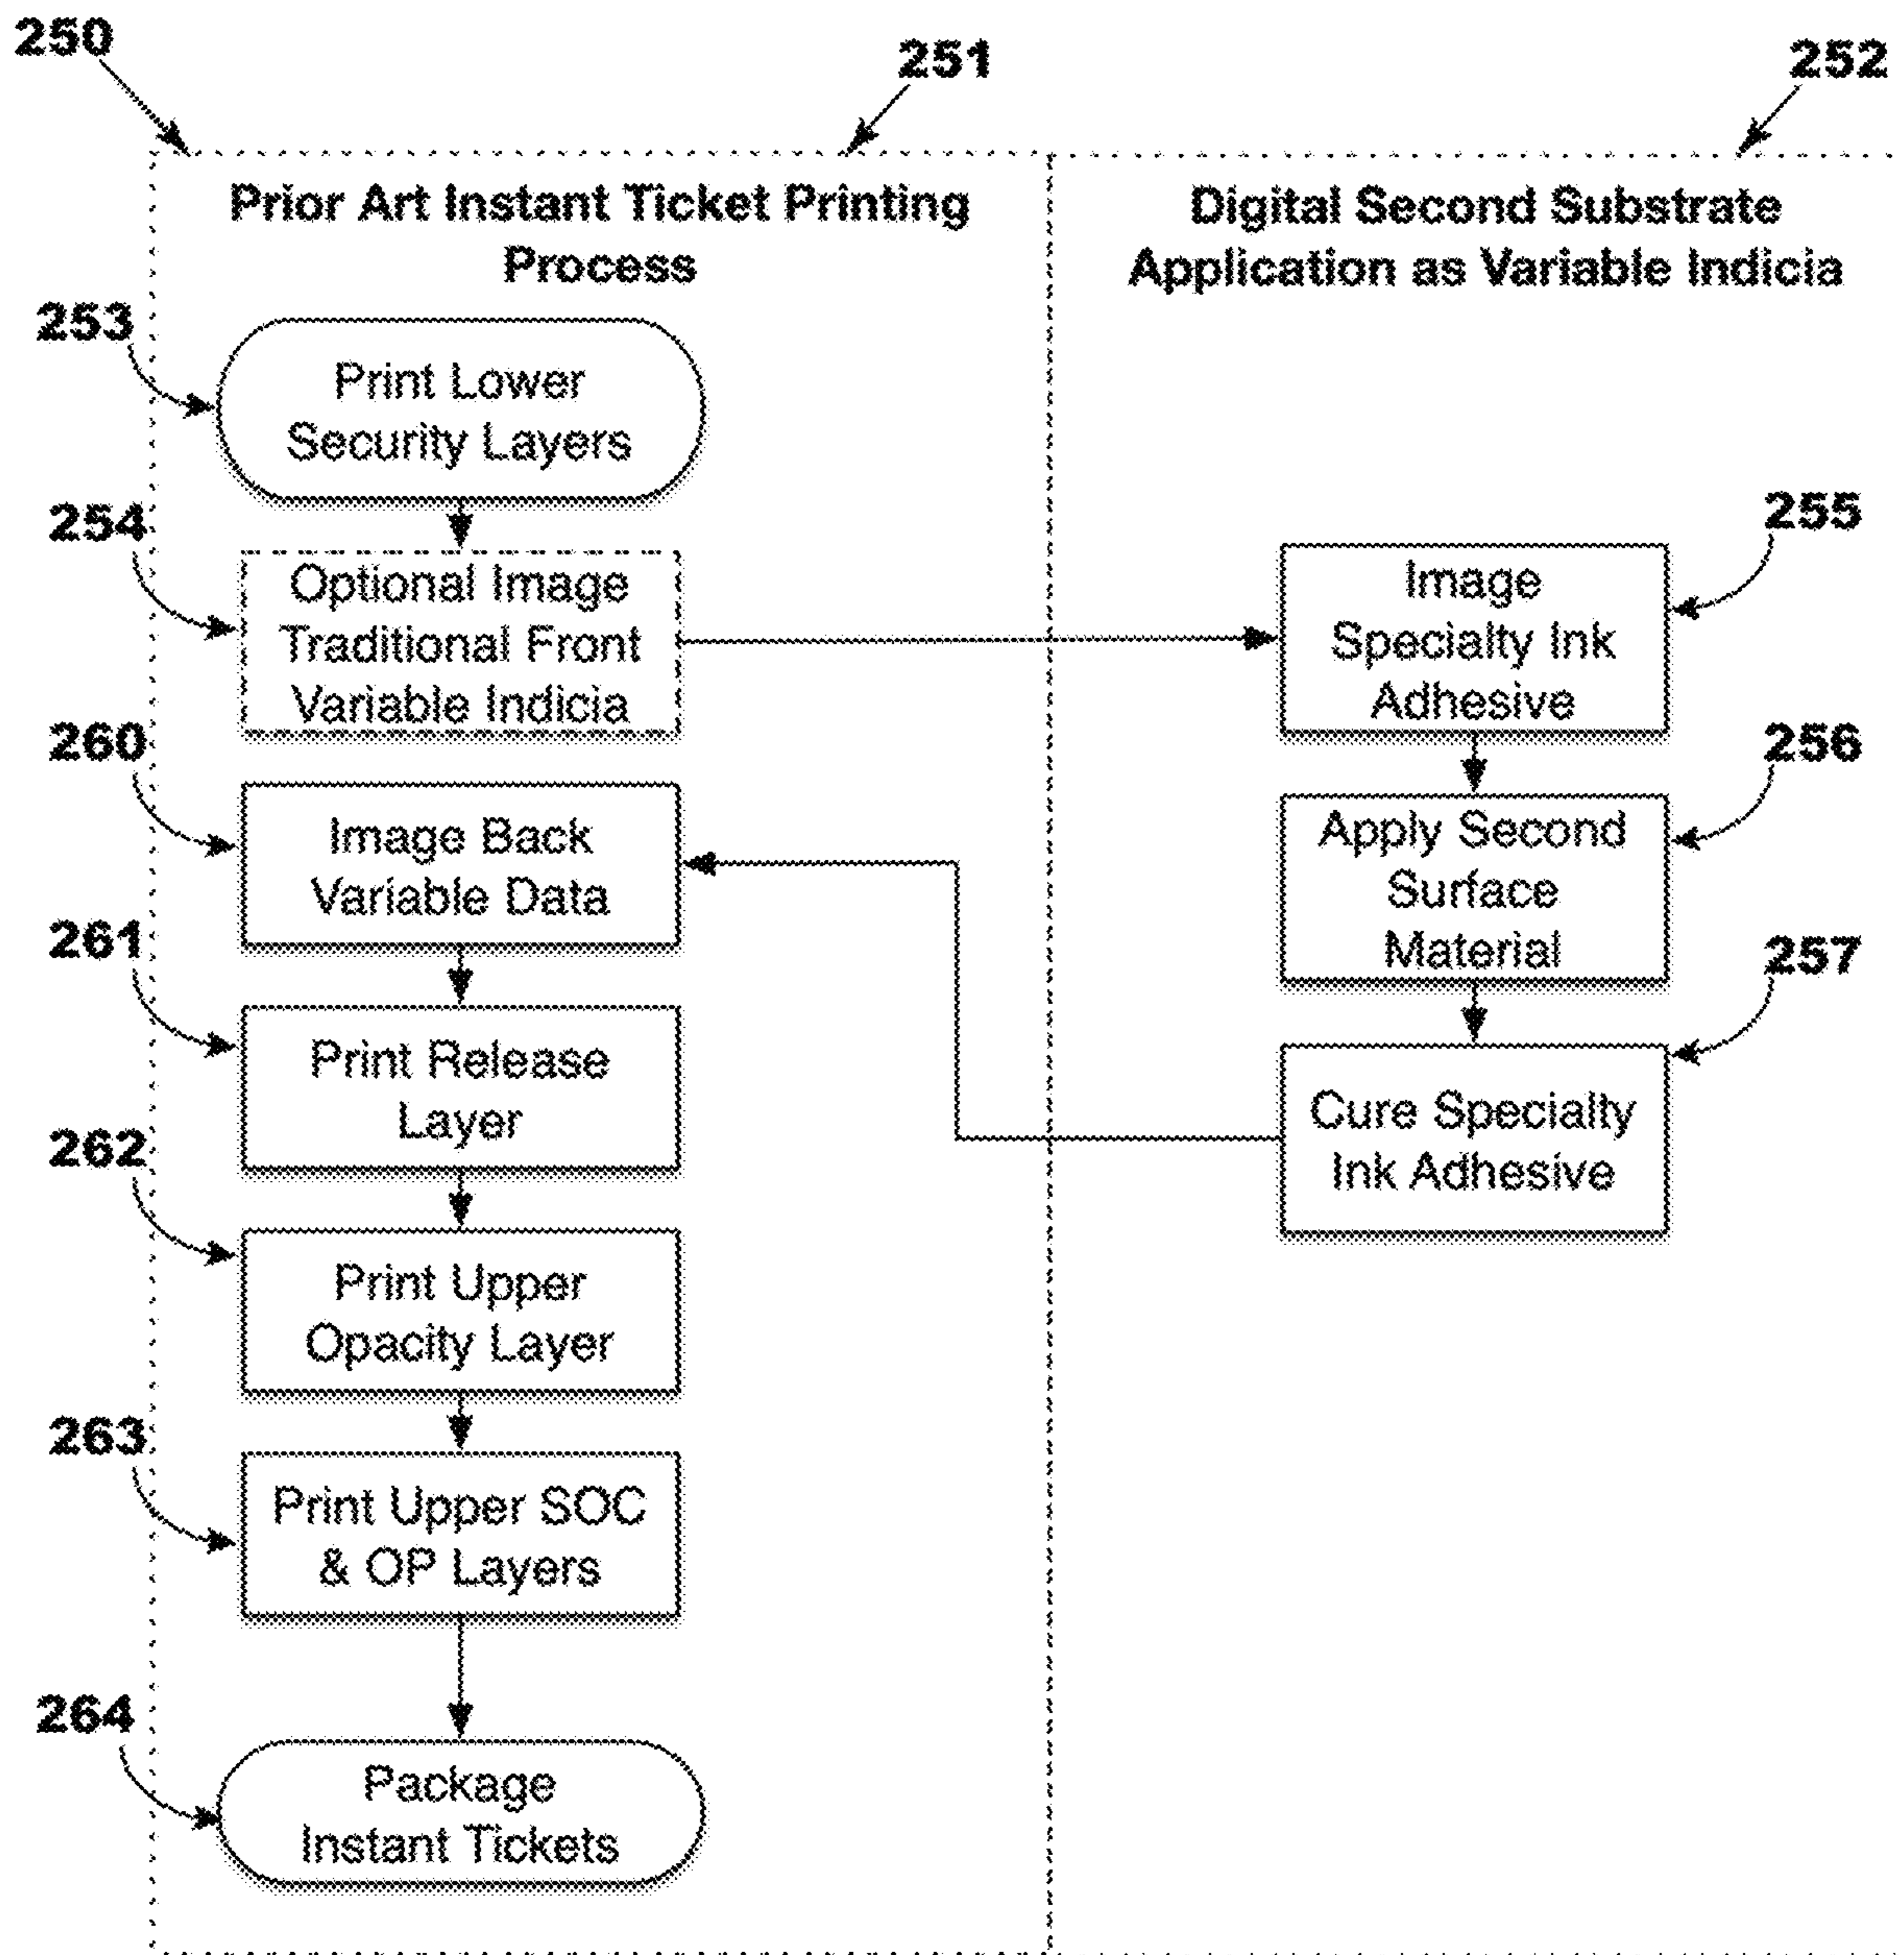 250
251
252
Prior Art Instant Ticket Printing
Process
Digital Second Substrate
Application as Variable Indicia
253
Print Lower
Security Layers
254
Optional Image
Traditional Front
Variable Indicia
255
Image
Specialty Ink
Adhesive
260
Image Back
Variable Data
256
Apply Second
Surface
Material
261
Print Release
Layer
257
Cure Specialty
Ink Adhesive
262
Print Upper
Opacity Layer
263
Print Upper SOC
& OP Layers
264
Package
Instant Tickets